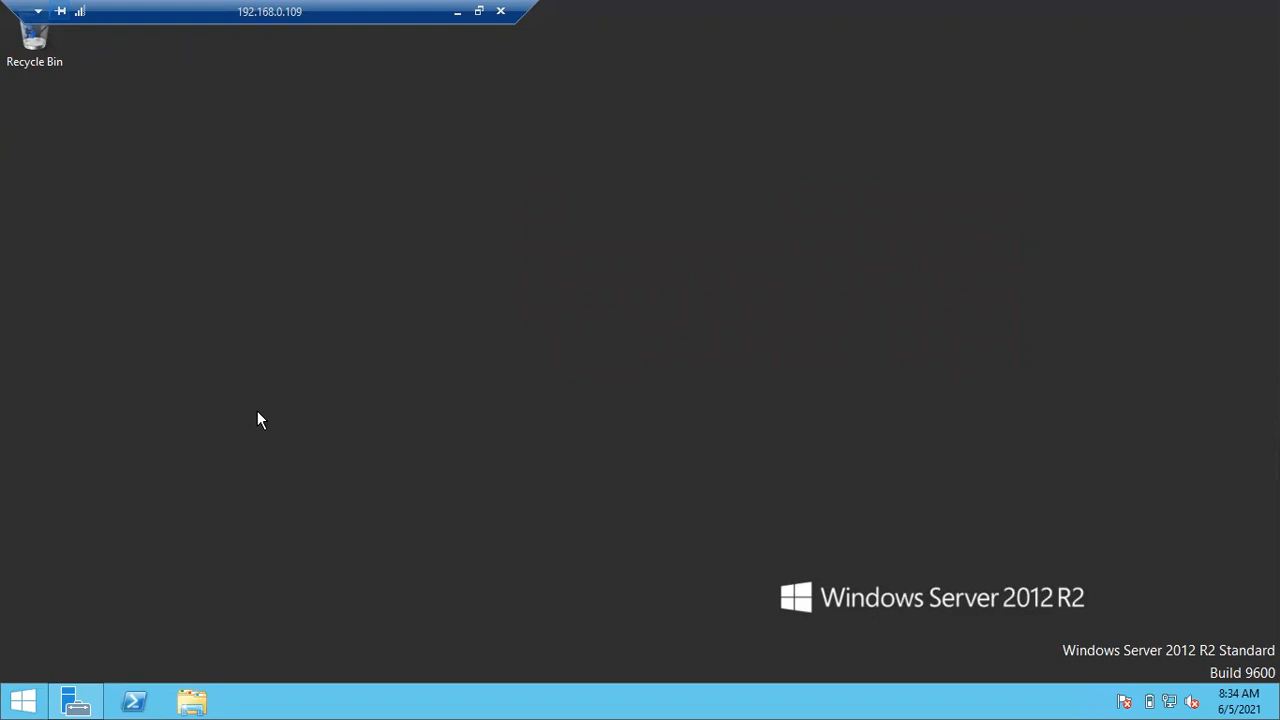 192.168.0.109
Recycle Bin
Windows Server 2012 R2
Windows Server 2012 R2 Standard
Build 9600
8:34 AM
6/5/2021